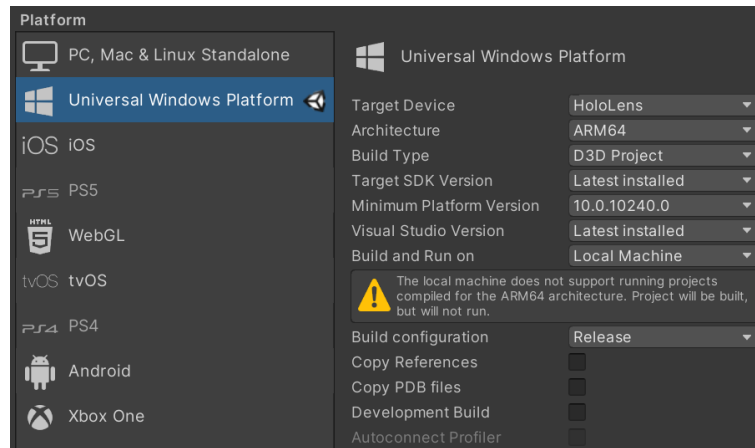 Platform
PC, Mac & Linux Standalone
Universal Windows Platform
iOS iOS
PS5 PS5
HTML 5 WebGL
tvOS tvOS
PS4 PS4
Android
Xbox One
Universal Windows Platform
Target Device HoloLens
Architecture ARM64
Build Type D3D Project
Target SDK Version Latest installed
Minimum Platform Version 10.0.10240.0
Visual Studio Version Latest installed
Build and Run on Local Machine
The local machine does not support running projects
compiled for the ARM64 architecture. Project will be built,
but will not run.
Build configuration Release
Copy References
Copy PDB files
Development Build
Autoconnect Profiler